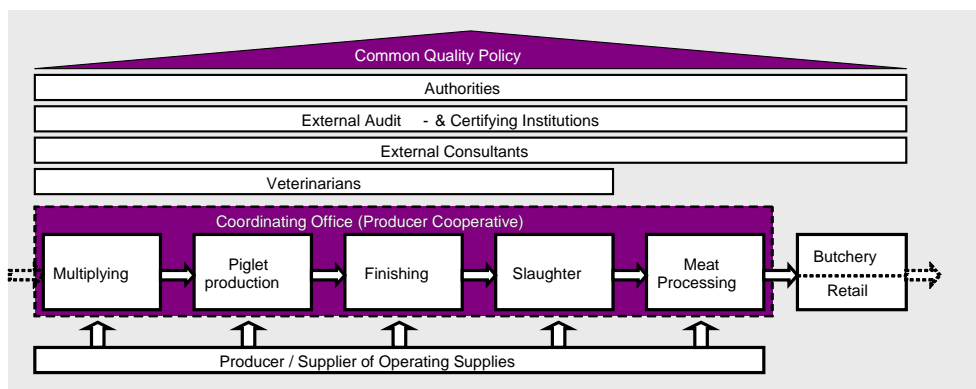 Common Quality Policy
Authorities
External Audit - & Certifying Institutions
External Consultants
Veterinarians
Coordinating Office (Producer Cooperative)
Multiplying
Piglet
production
Finishing
Slaughter
Meat
Processing
Butchery
Retail
Producer / Supplier of Operating Supplies